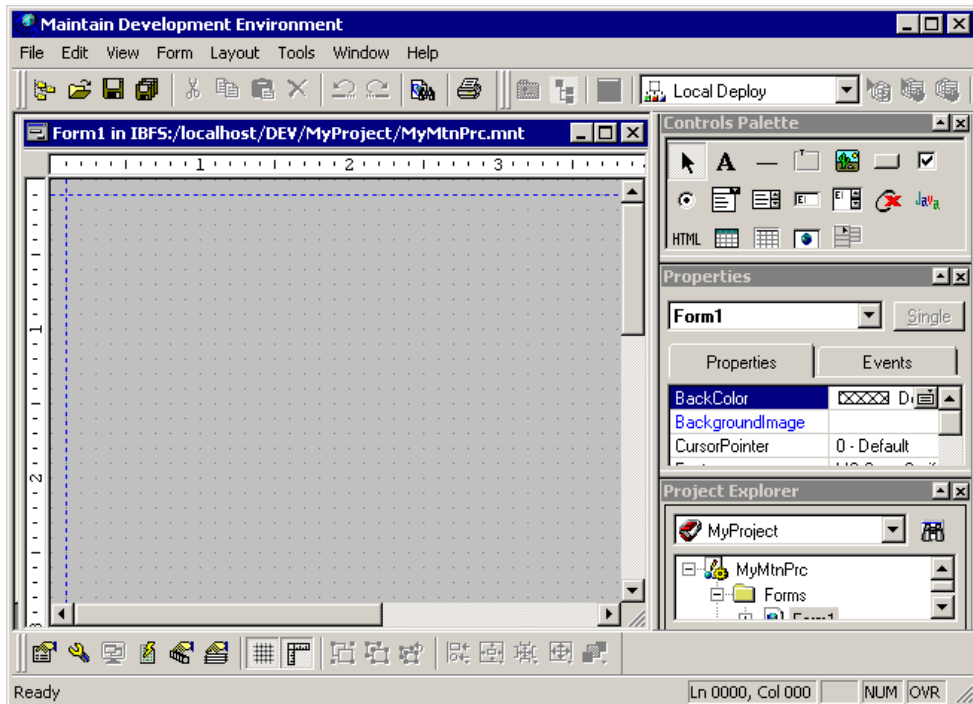 Maintain Development Environment
File Edit View Form Layout Tools Window Help
Local Deploy
Form1 in IBFS:/localhost/DEV/MyProject/MyMtnPrc.mnt
1 2 3
1
2
Controls Palette
A
Java
HTML
Properties
Form1
Single
Properties Events
BackColor
BackgroundImage
CursorPointer 0 - Default
Project Explorer
MyProject
MyMtnPrc
Forms
Form1
Ready
Ln 0000, Col 000 NUM OVR